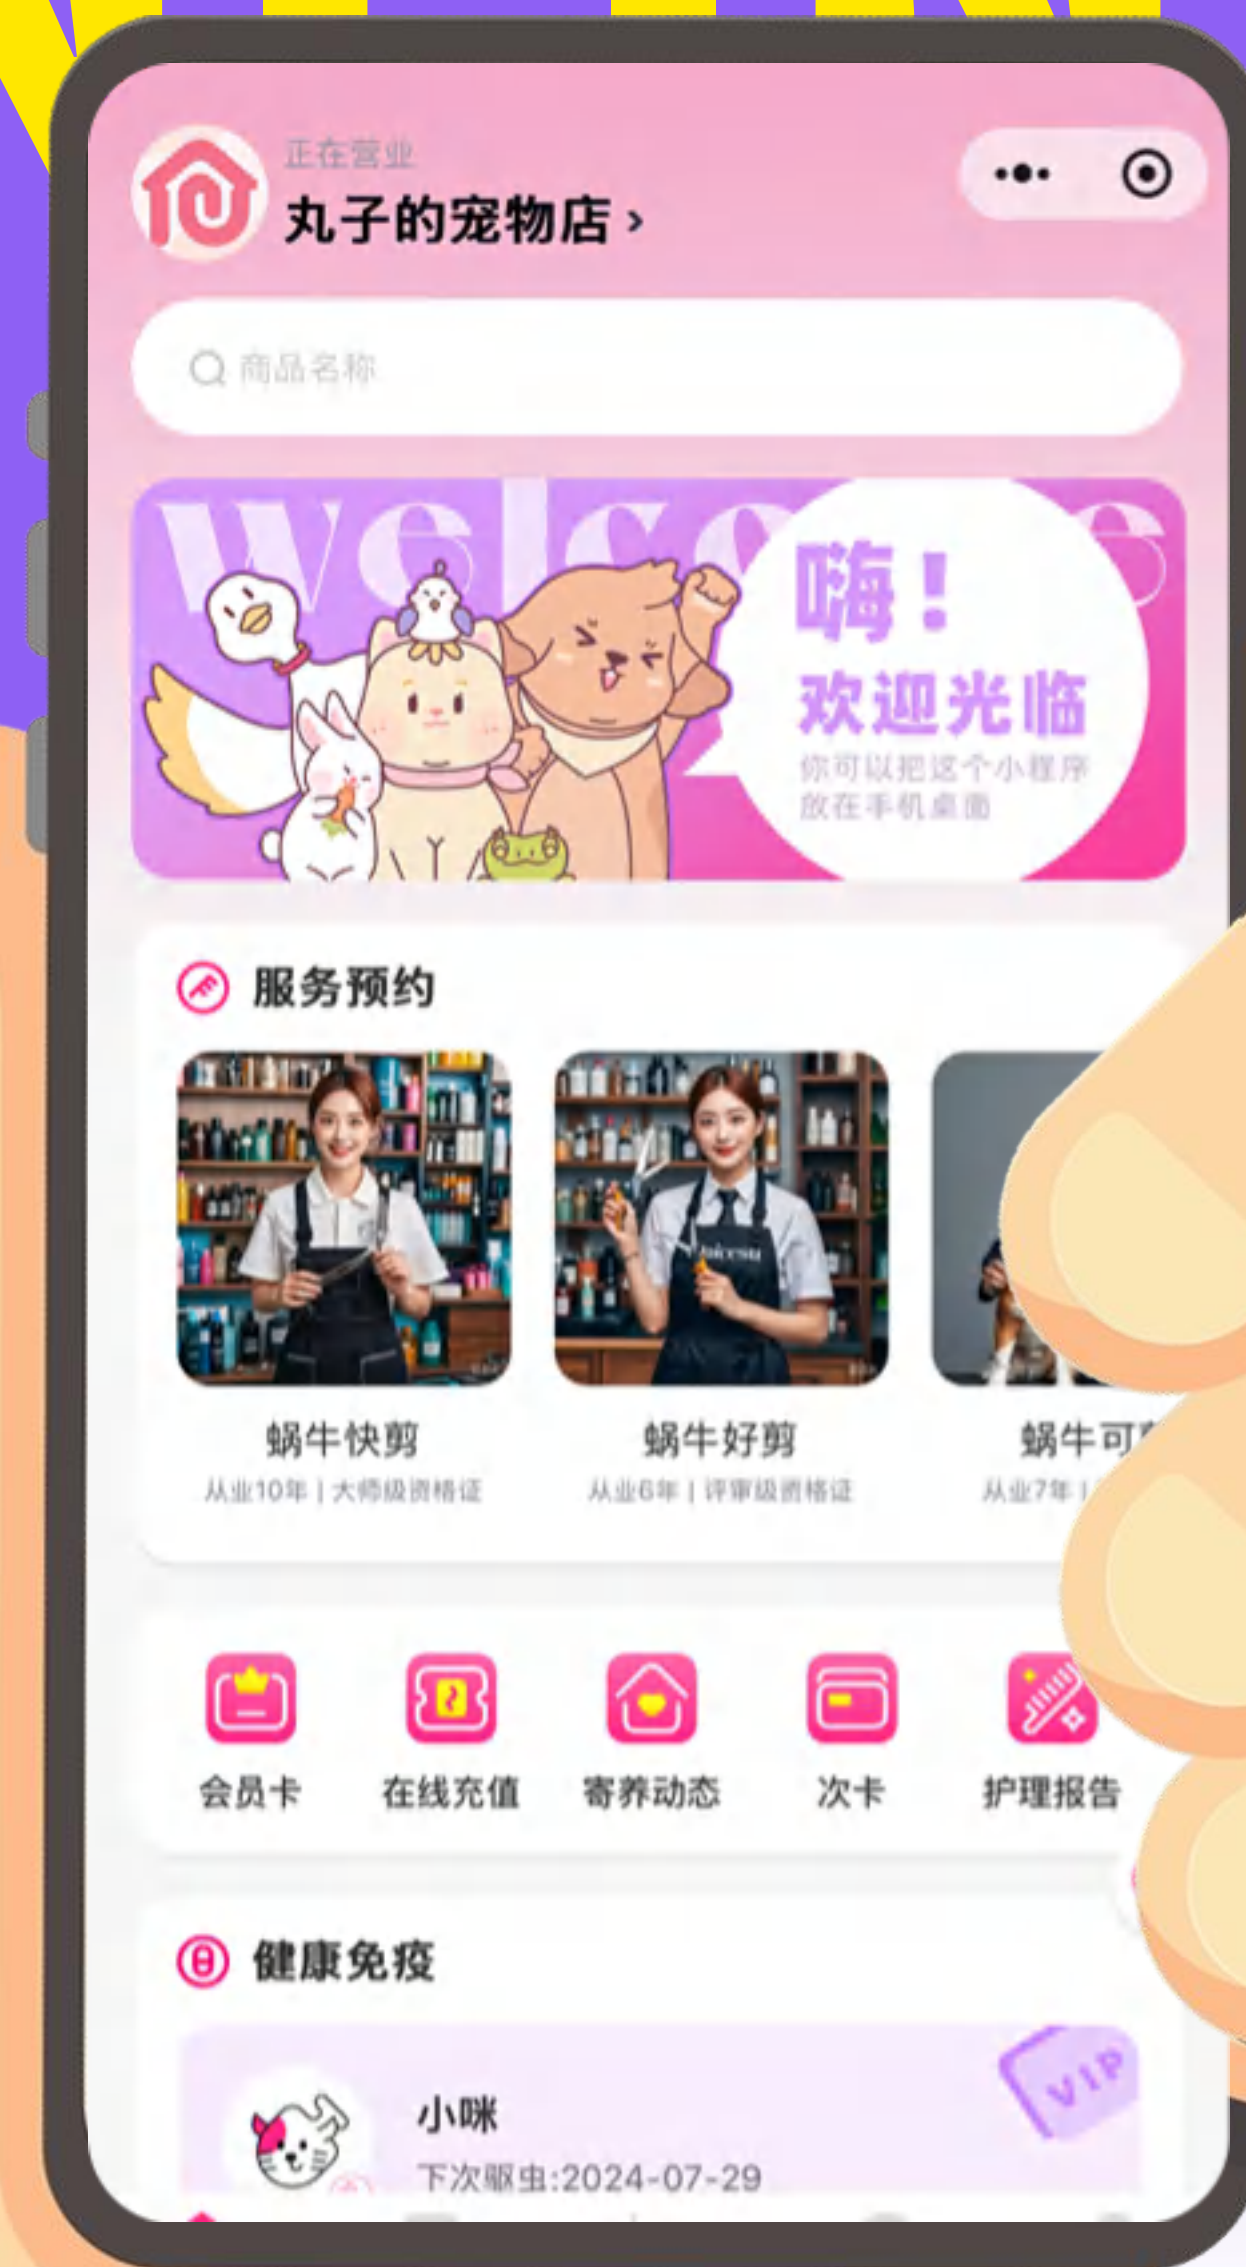 正在营业
丸子的宠物店
商品名称
welco e
嗨！
欢迎光临
你可以把这个小程序
放在手机桌面
服务预约
蜗牛快剪
蜗牛好剪
蜗牛可
从业10年 | 大师级资格证
从业6年 | 评审级资格证
从业7年 |
会员卡
在线充值
寄养动态
次卡
护理报告
健康免疫
VIP
小咪
下次驱虫:2024-07-29